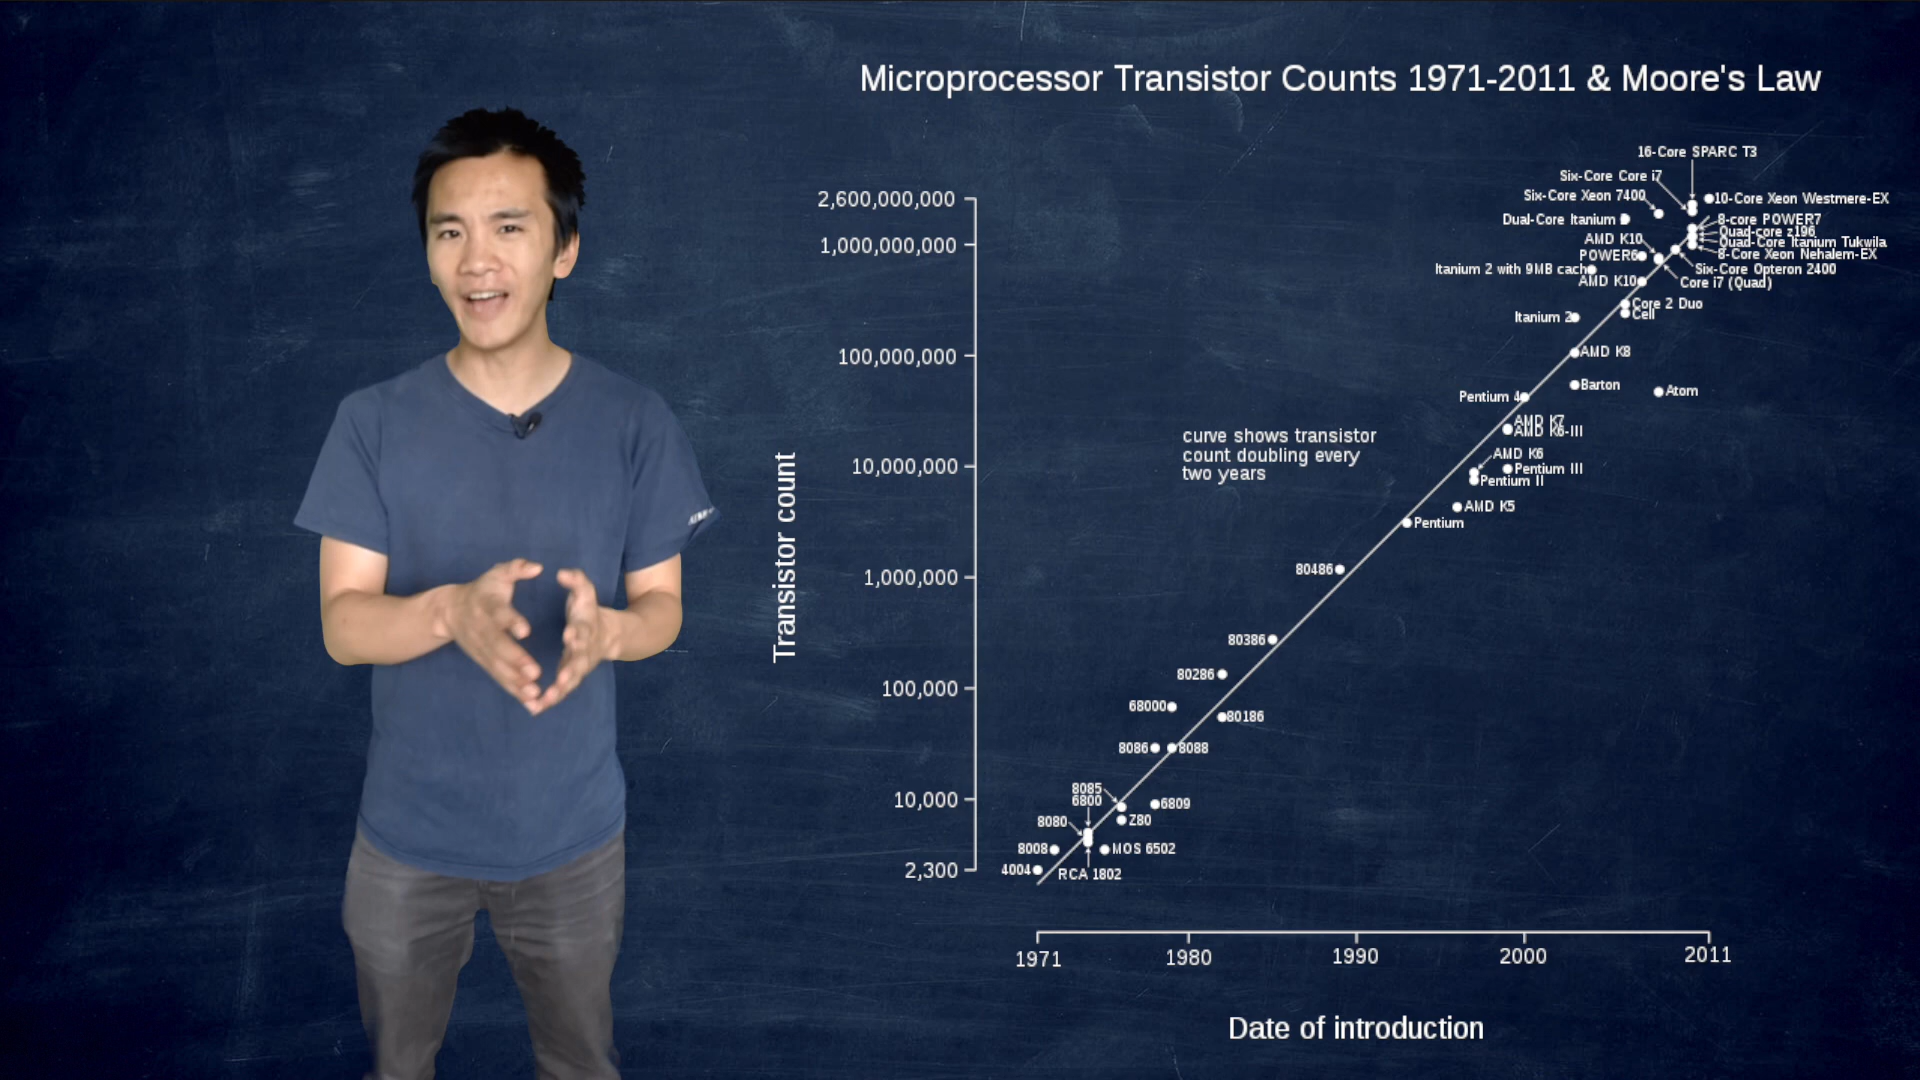 Microprocessor Transistor Counts 1971-2011 & Moore's Law
16-Core SPARC T3
Six-Core Core i7
Six-Core Xeon 7400
10-Core Xeon Westmere-EX
Dual-Core Itanium
8-core POWER7
Quad-core z196
AMD K10
Quad-Core Itanium Tukwila
POWER6
8-Core Xeon Nehalem-EX
Itanium 2 with 9MB cache
Six-Core Opteron 2400
AMD K10
Core i7 (Quad)
Core 2 Duo
Cell
Itanium 2
AMD K8
Barton
Atom
Pentium 4
AMD K7
AMD K6-III
curve shows transistor
count doubling every
two years
AMD K6
Pentium III
Pentium II
AMD K5
Pentium
80486
80386
80286
68000
80186
8086
8088
8085
6800
6809
8080
Z80
8008
MOS 6502
4004
RCA 1802
2,600,000,000
1,000,000,000
100,000,000
10,000,000
1,000,000
100,000
10,000
2,300
Transistor count
1971
1980
1990
2000
2011
Date of introduction